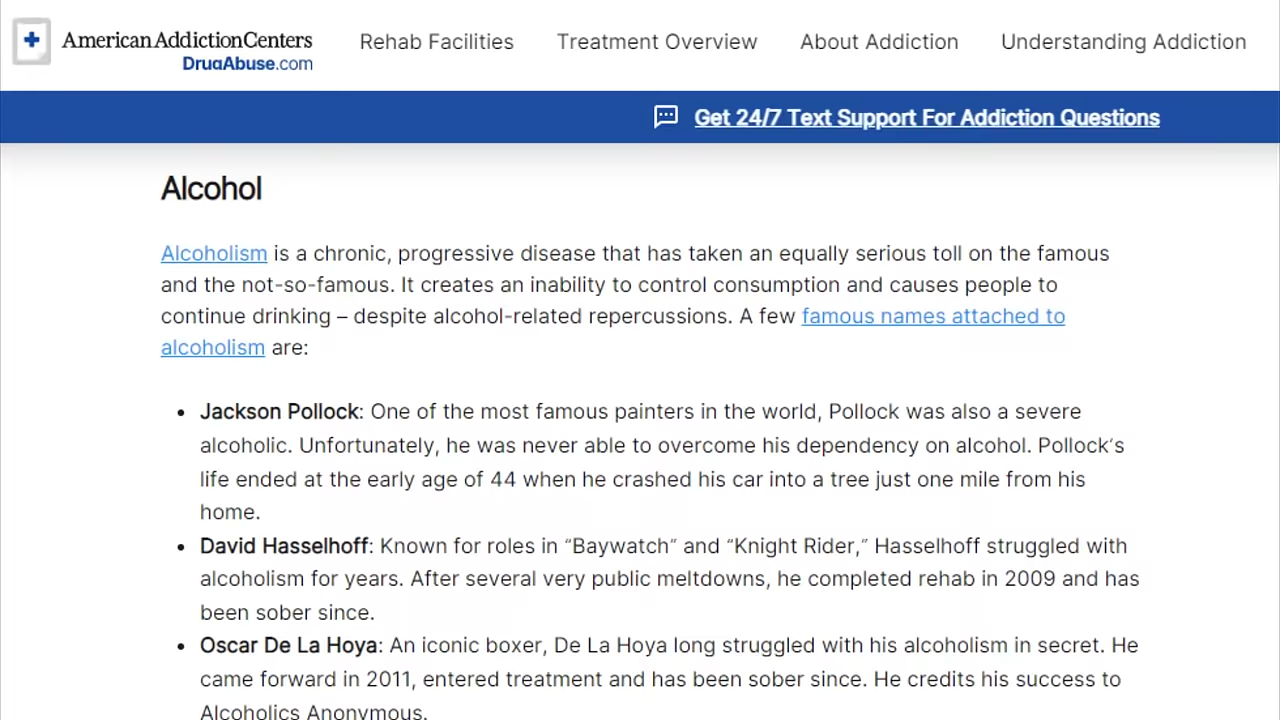 American Addiction Centers
DrugAbuse.com
Rehab Facilities
Treatment Overview
About Addiction
Understanding Addiction
Get 24/7 Text Support For Addiction Questions
Alcohol
Alcoholism is a chronic, progressive disease that has taken an equally serious toll on the famous
and the not-so-famous. It creates an inability to control consumption and causes people to
continue drinking – despite alcohol-related repercussions. A few famous names attached to
alcoholism are:
• Jackson Pollock: One of the most famous painters in the world, Pollock was also a severe
alcoholic. Unfortunately, he was never able to overcome his dependency on alcohol. Pollock’s
life ended at the early age of 44 when he crashed his car into a tree just one mile from his
home.
• David Hasselhoff: Known for roles in “Baywatch” and “Knight Rider,” Hasselhoff struggled with
alcoholism for years. After several very public meltdowns, he completed rehab in 2009 and has
been sober since.
• Oscar De La Hoya: An iconic boxer, De La Hoya long struggled with his alcoholism in secret. He
came forward in 2011, entered treatment and has been sober since. He credits his success to
Alcoholics Anonymous.